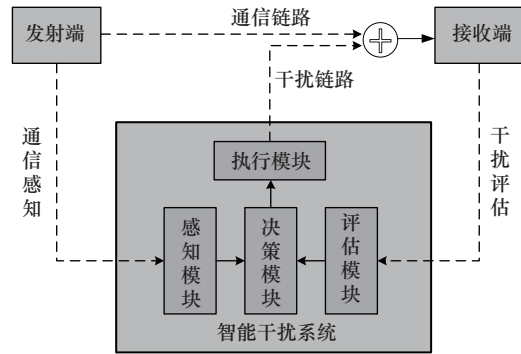 通信链路
发射端
接收端
干扰链路
通信感知
干扰评估
执行模块
感知模块
决策模块
评估模块
智能干扰系统